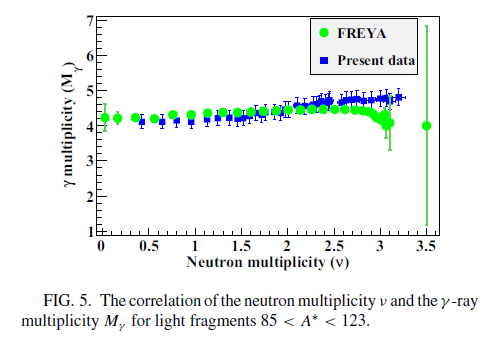 7
6
5
4
3
2
1
γ multiplicity (Mγ)
FREYA
Present data
0 0.5 1 1.5 2 2.5 3 3.5
Neutron multiplicity (ν)
FIG. 5. The correlation of the neutron multiplicity ν and the γ-ray
multiplicity Mγ for light fragments 85 < A* < 123.